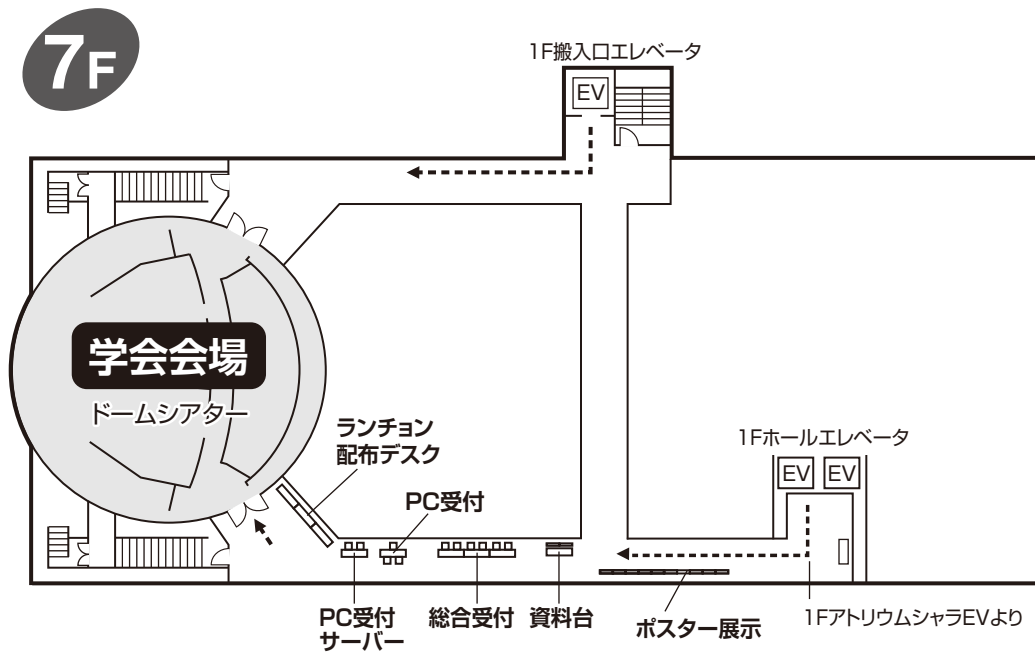 7F
1F搬入口エレベータ
EV
学会会場
ドームシアター
ランチョン
配布デスク
PC受付
1Fホールエレベータ
EV EV
PC受付
サーバー
総合受付
資料台
ポスター展示
1FアトリウムシャラEVより